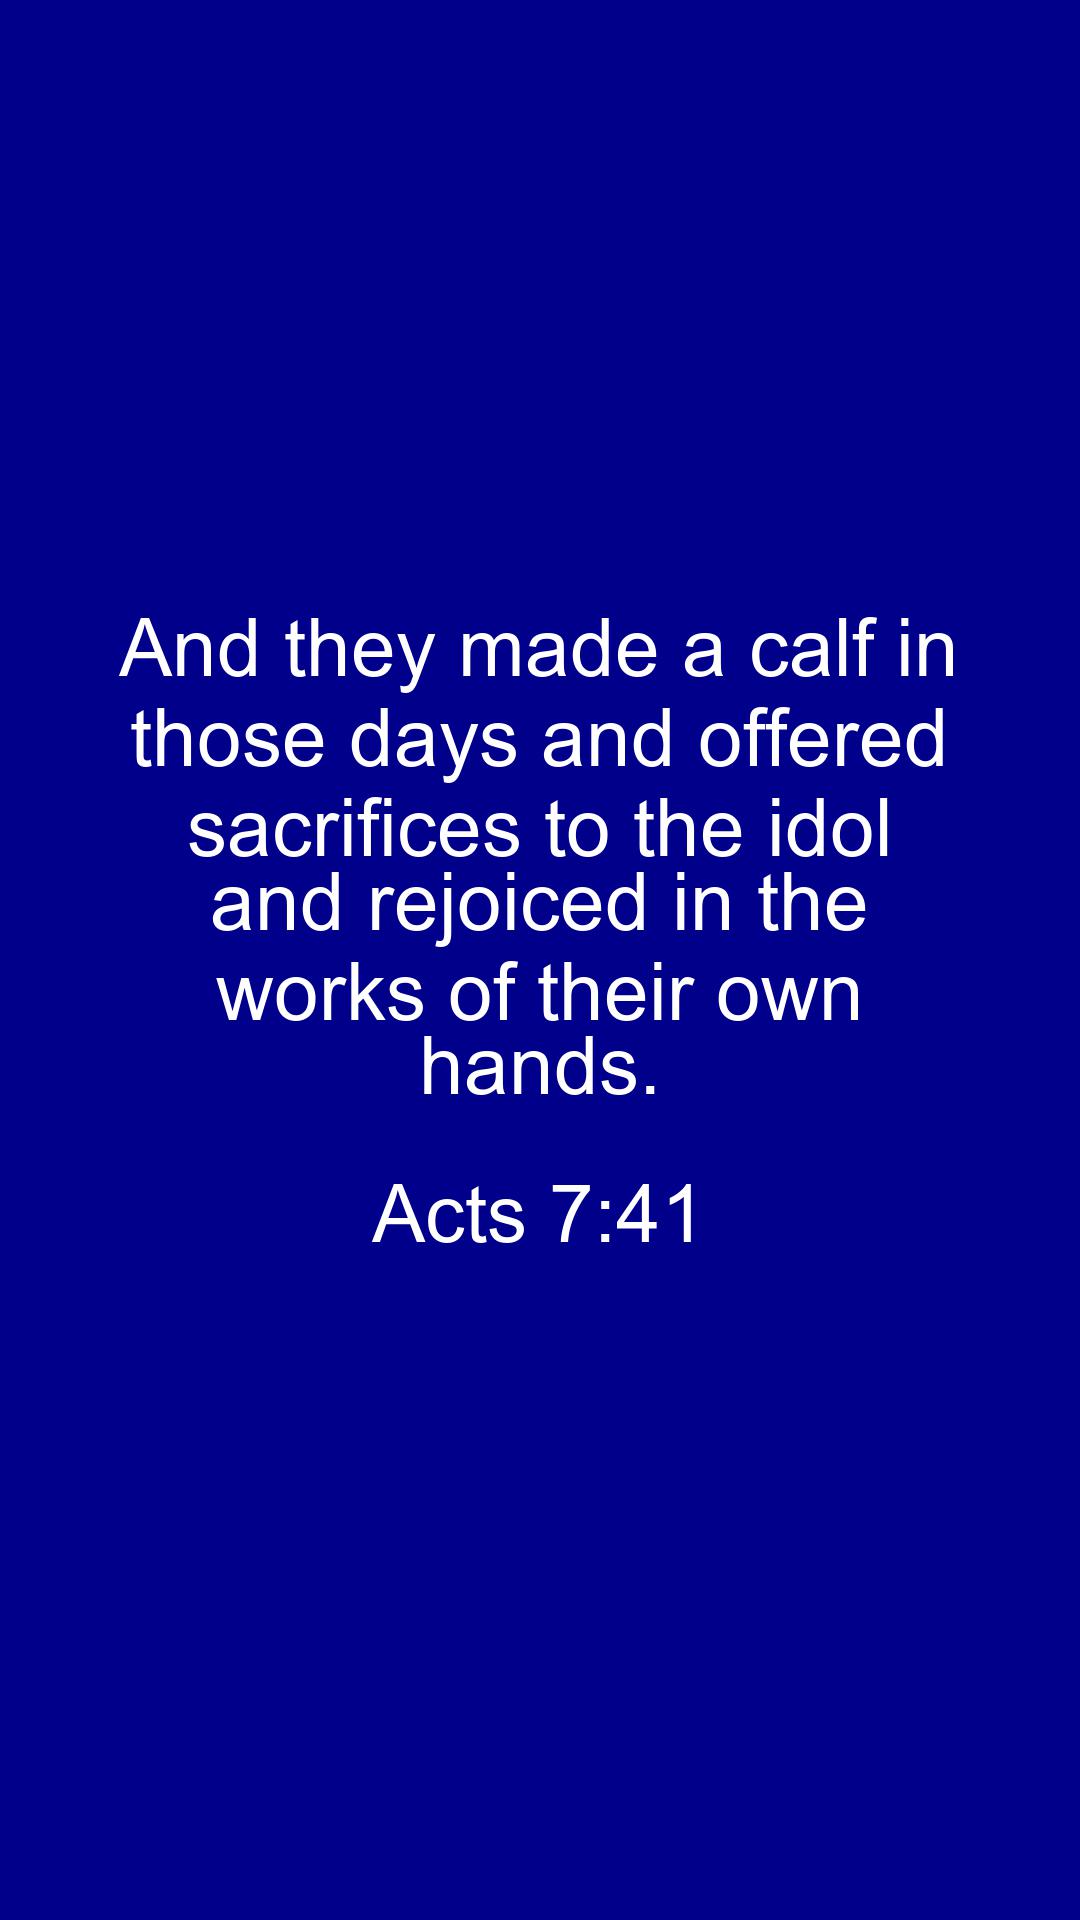 And they made a calf in
those days and offered
sacrifices to the idol
and rejoiced in the
works of their own
hands.
Acts 7:41